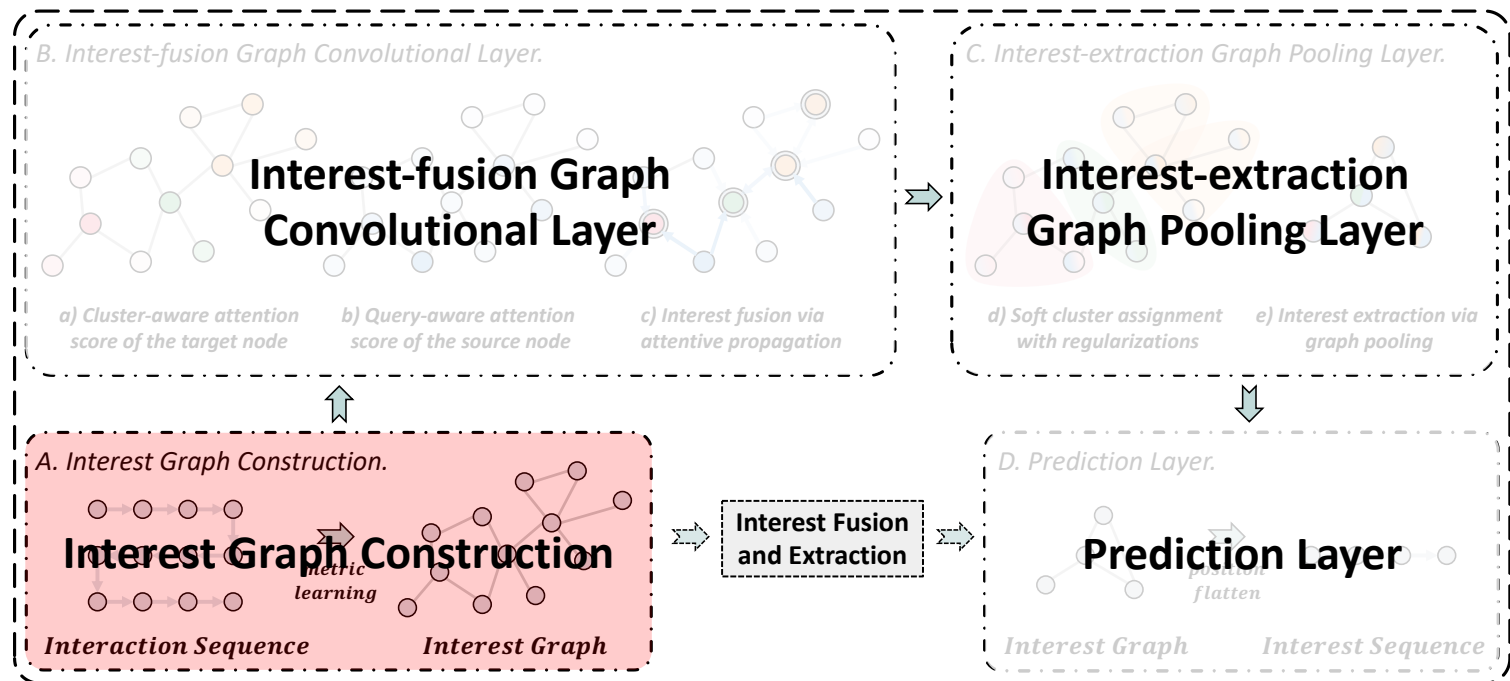 B. Interest-fusion Graph Convolutional Layer.
Interest-fusion Graph
Convolutional Layer
a) Cluster-aware attention
score of the target node
b) Query-aware attention
score of the source node
c) Interest fusion via
attentive propagation
C. Interest-extraction Graph Pooling Layer.
Interest-extraction
Graph Pooling Layer
d) Soft cluster assignment
with regularizations
e) Interest extraction via
graph pooling
A. Interest Graph Construction.
Interest Graph Construction
metric
learning
Interaction Sequence
Interest Graph
Interest Fusion
and Extraction
D. Prediction Layer.
Prediction Layer
position
flatten
Interest Graph
Interest Sequence